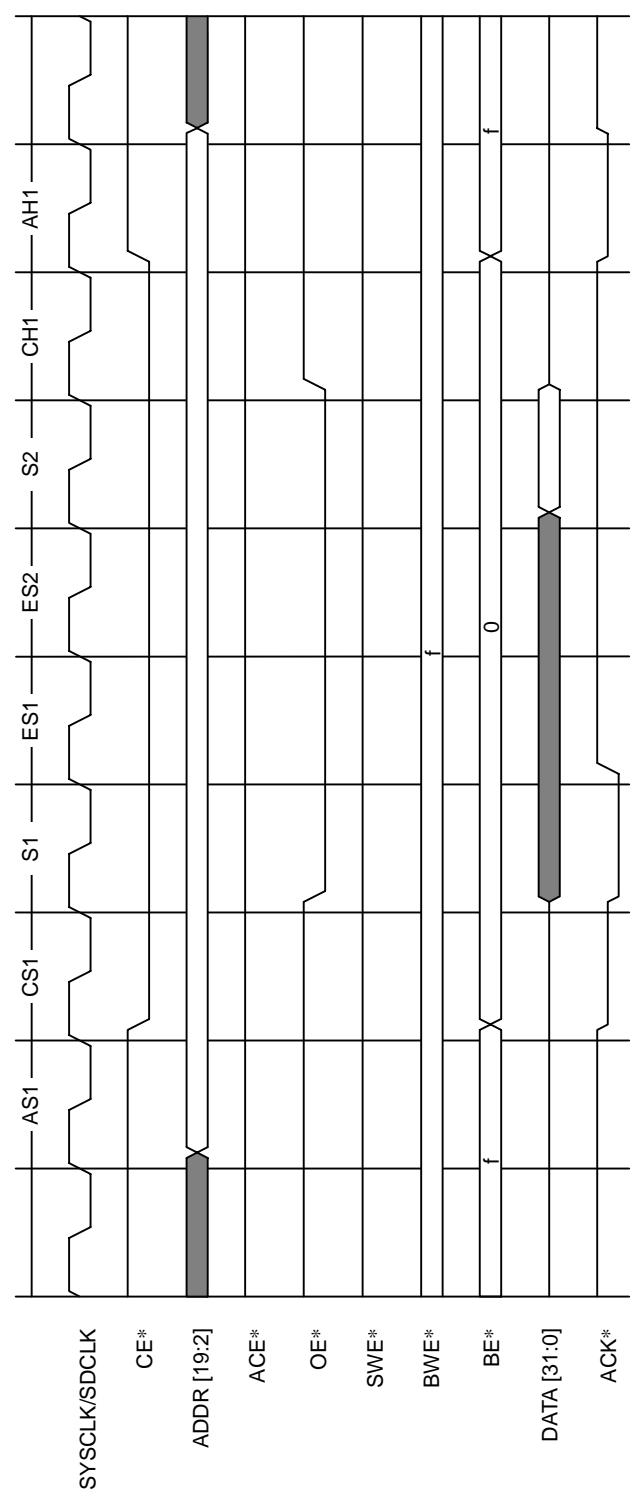 AS1 CS1 S1 ES1 ES2 S2 CH1 AH1
SYSCLK/SDCLK
CE*
ADDR [19:2]
ACE*
OE*
SWE*
BWE* f
BE* f 0 f
DATA [31:0]
ACK*